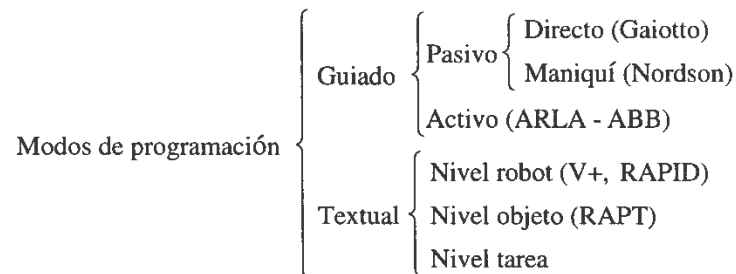 Directo (Gaiotto)
Pasivo
Maniquí (Nordson)
Guiado
Activo (ARLA - ABB)
Modos de programación
Nivel robot (V+, RAPID)
Textual
Nivel objeto (RAPT)
Nivel tarea